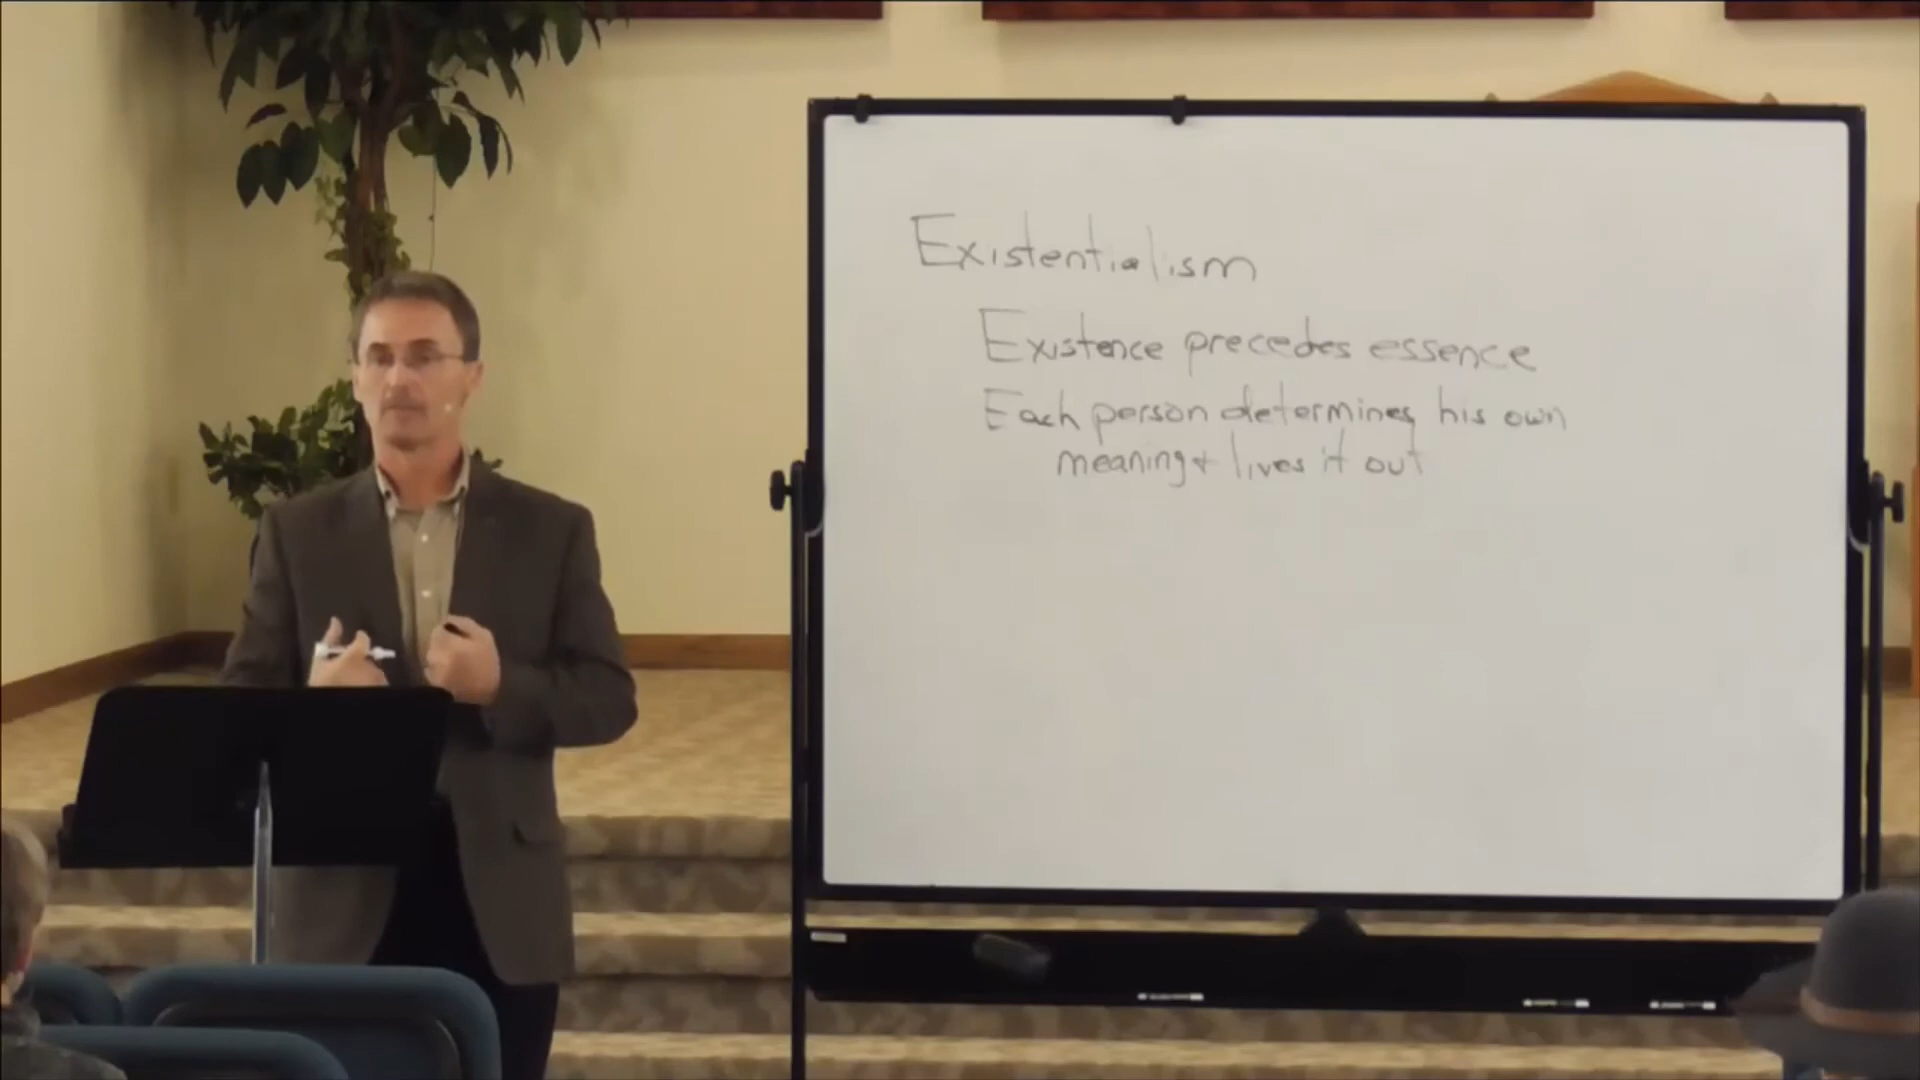 Existentialism
Existence precedes essence
Each person determines his own
meaning & lives it out